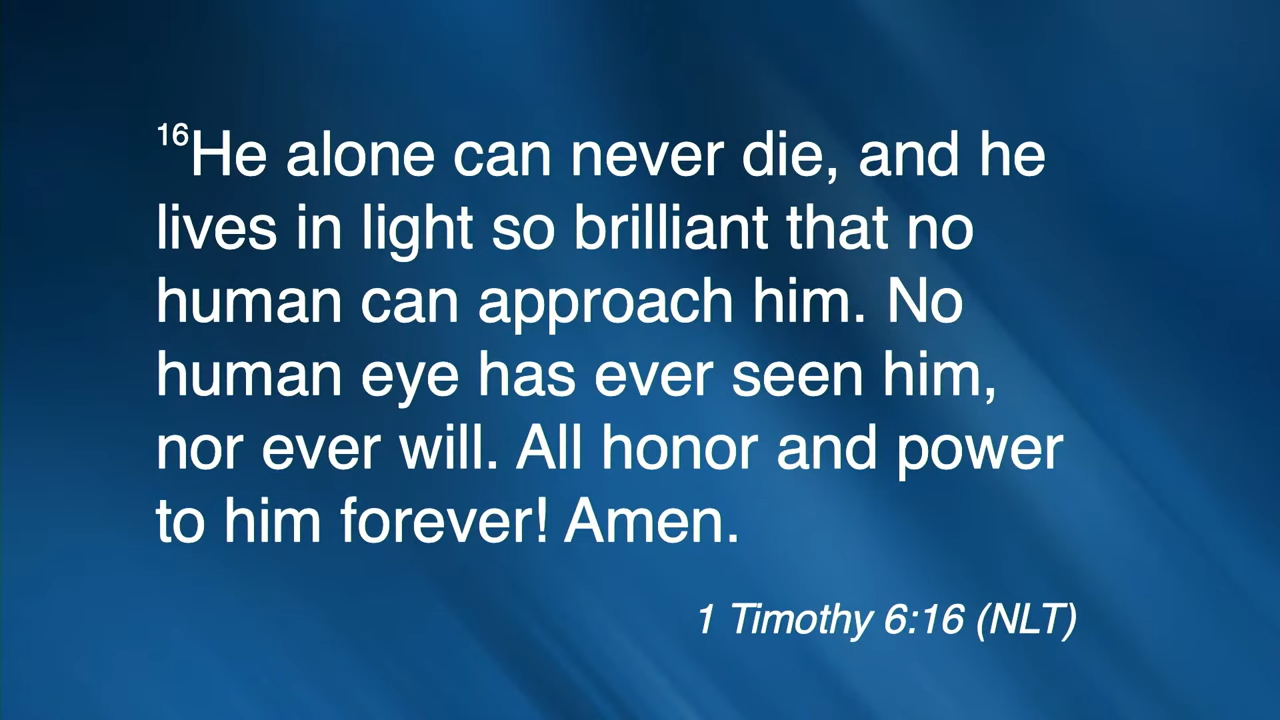 16He alone can never die, and he
lives in light so brilliant that no
human can approach him. No
human eye has ever seen him,
nor ever will. All honor and power
to him forever! Amen.
1 Timothy 6:16 (NLT)